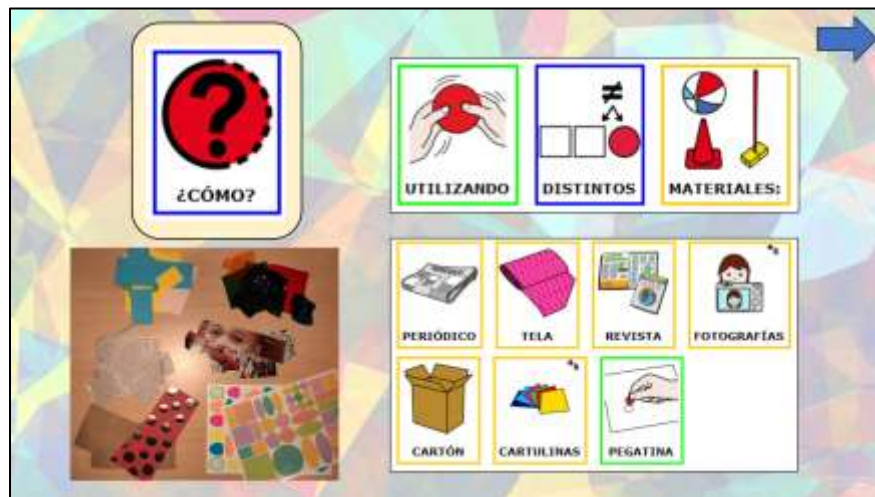 ¿CÓMO?
UTILIZANDO DISTINTOS MATERIALES:
PERIÓDICO TELA REVISTA FOTOGRAFÍAS
CARTÓN CARTULINAS PEGATINA